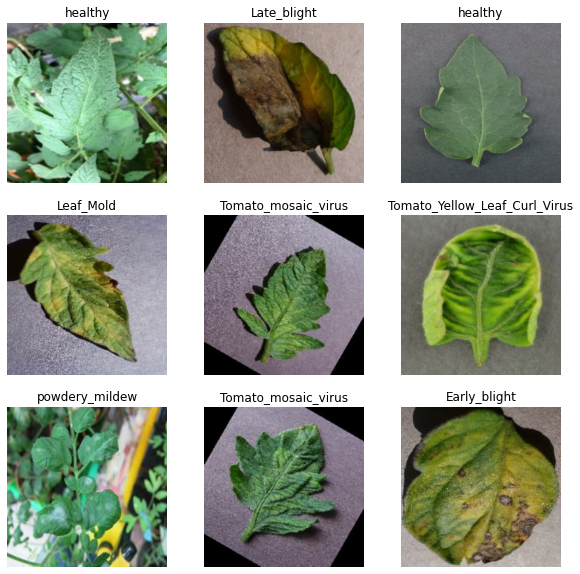 healthy
Late_blight
healthy
Leaf_Mold
Tomato_mosaic_virus
Tomato_Yellow_Leaf_Curl_Virus
powdery_mildew
Tomato_mosaic_virus
Early_blight